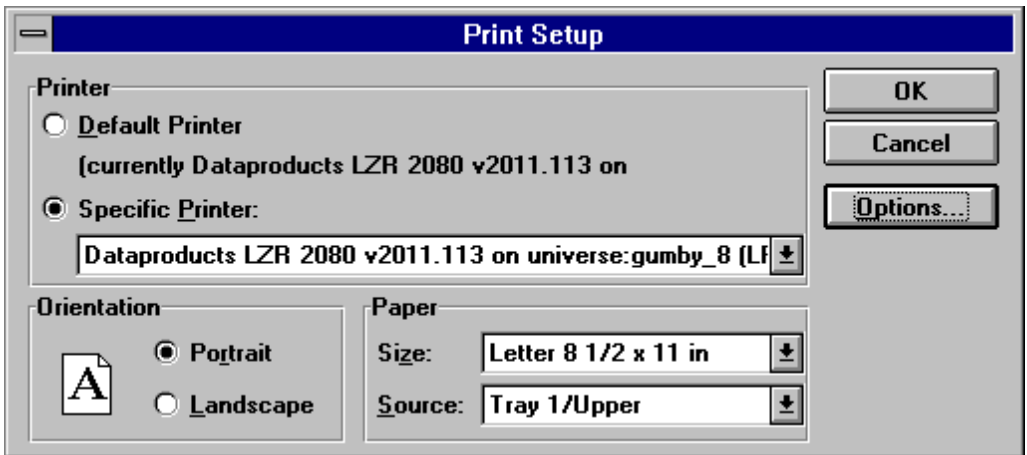 Print Setup
Printer
Default Printer
(currently Dataproducts LZR 2080 v2011.113 on
Specific Printer:
Dataproducts LZR 2080 v2011.113 on universe:gumby_8 (LF
OK
Cancel
Options...
Orientation
A
Portrait
Landscape
Paper
Size: Letter 8 1/2 x 11 in
Source: Tray 1/Upper